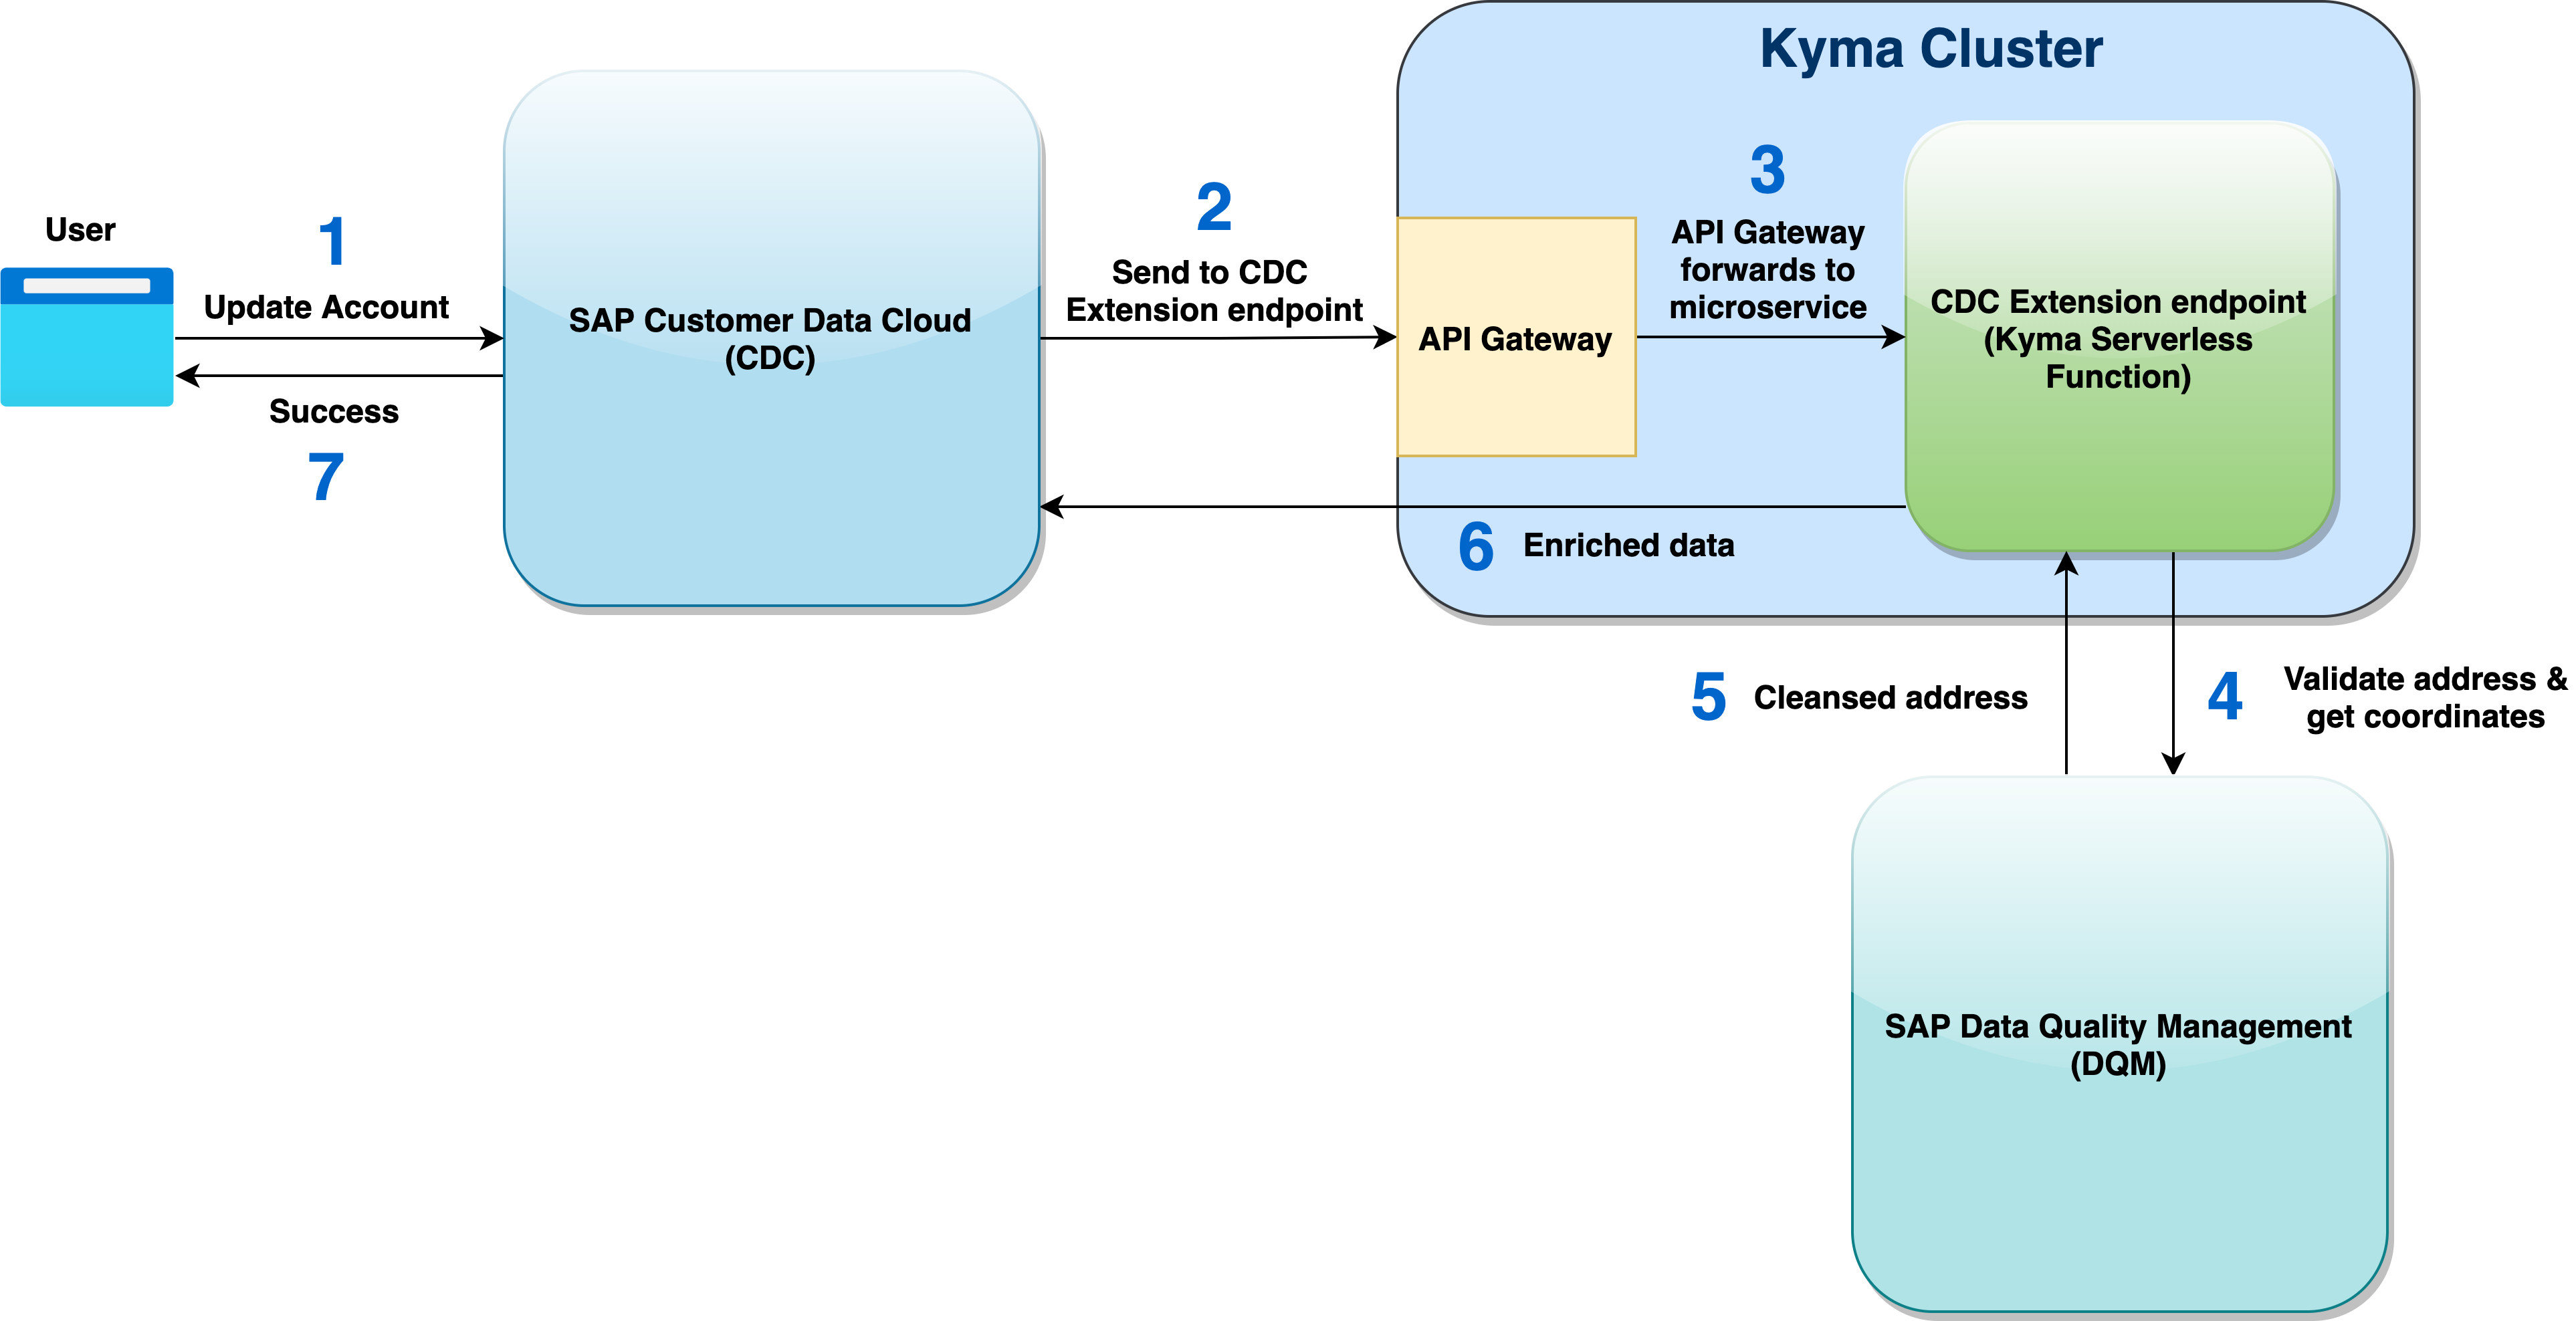 Kyma Cluster
User
1
Update Account
Success
7
SAP Customer Data Cloud
(CDC)
2
Send to CDC
Extension endpoint
API Gateway
3
API Gateway
forwards to
microservice
CDC Extension endpoint
(Kyma Serverless
Function)
6 Enriched data
5 Cleansed address
4
Validate address &
get coordinates
SAP Data Quality Management
(DQM)